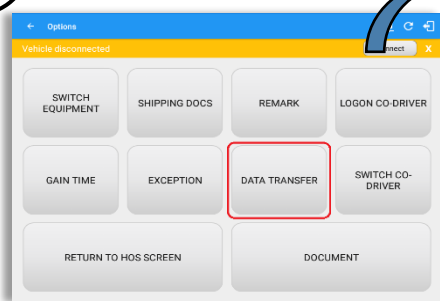 Options
Vehicle disconnected
X
SWITCH
EQUIPMENT
SHIPPING DOCS
REMARK
LOGON CO-DRIVER
GAIN TIME
EXCEPTION
DATA TRANSFER
SWITCH CO-
DRIVER
RETURN TO HOS SCREEN
DOCUMENT